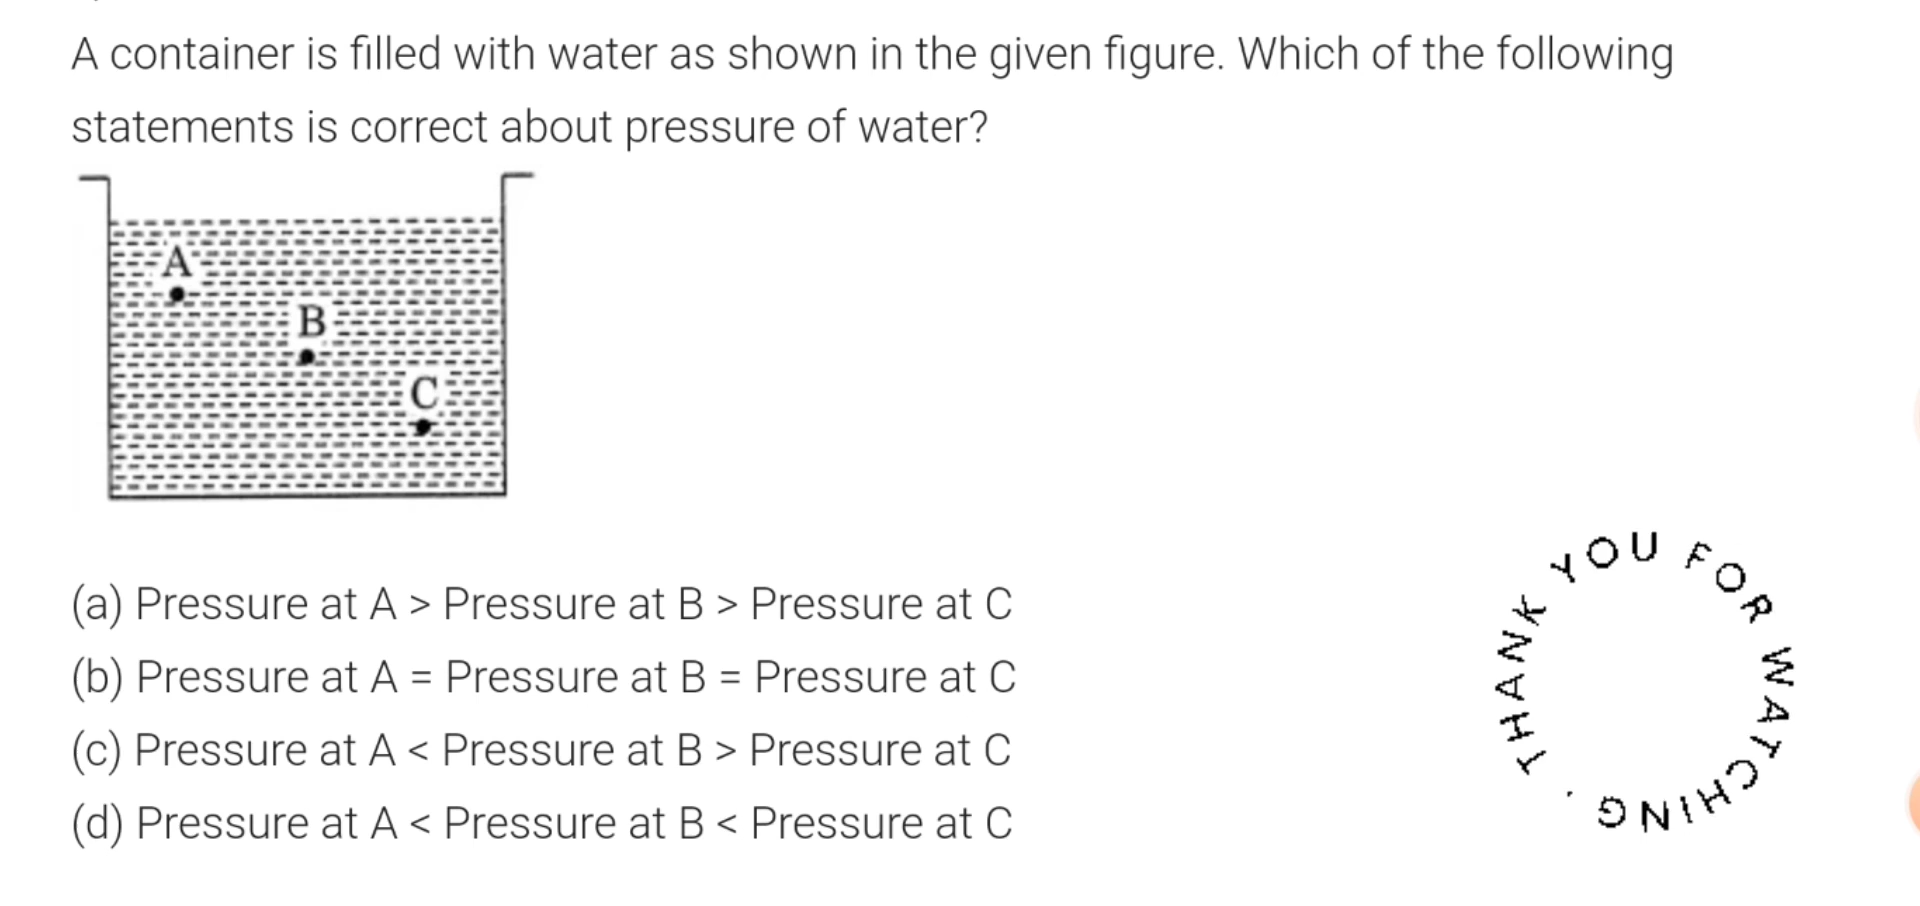 A container is filled with water as shown in the given figure. Which of the following
statements is correct about pressure of water?
A
B
C
(a) Pressure at A > Pressure at B > Pressure at C
(b) Pressure at A = Pressure at B = Pressure at C
(c) Pressure at A < Pressure at B > Pressure at C
(d) Pressure at A < Pressure at B < Pressure at C
THANK YOU FOR WATCHING.